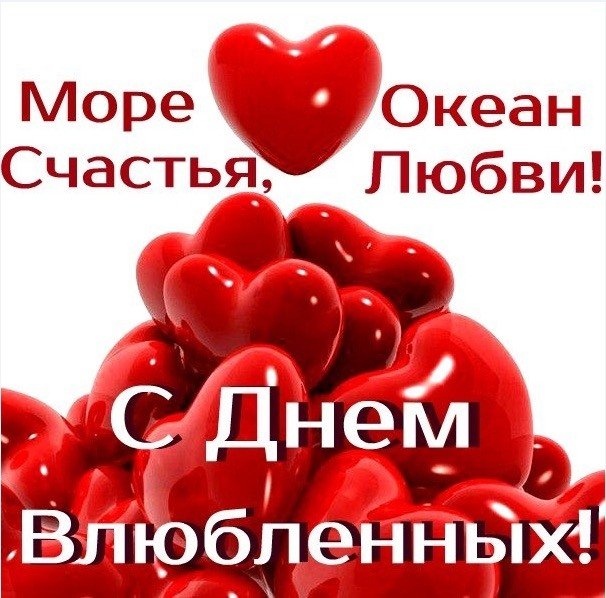 Море
Счастья,
Океан
Любви!
С Днем
Влюбленных!